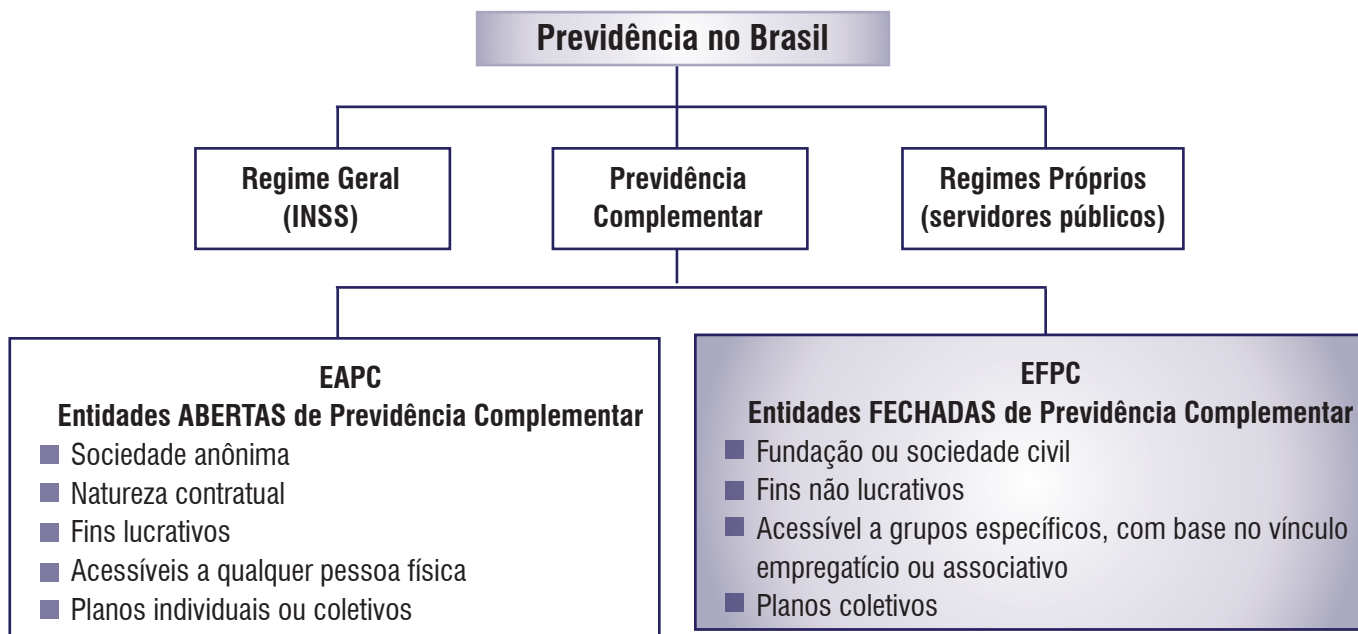 Previdência no Brasil
Regime Geral
(INSS)
Previdência
Complementar
Regimes Próprios
(servidores públicos)
EAPC
Entidades ABERTAS de Previdência Complementar
Sociedade anônima
Natureza contratual
Fins lucrativos
Acessíveis a qualquer pessoa física
Planos individuais ou coletivos
EFPC
Entidades FECHADAS de Previdência Complementar
Fundação ou sociedade civil
Fins não lucrativos
Acessível a grupos específicos, com base no vínculo
empregatício ou associativo
Planos coletivos